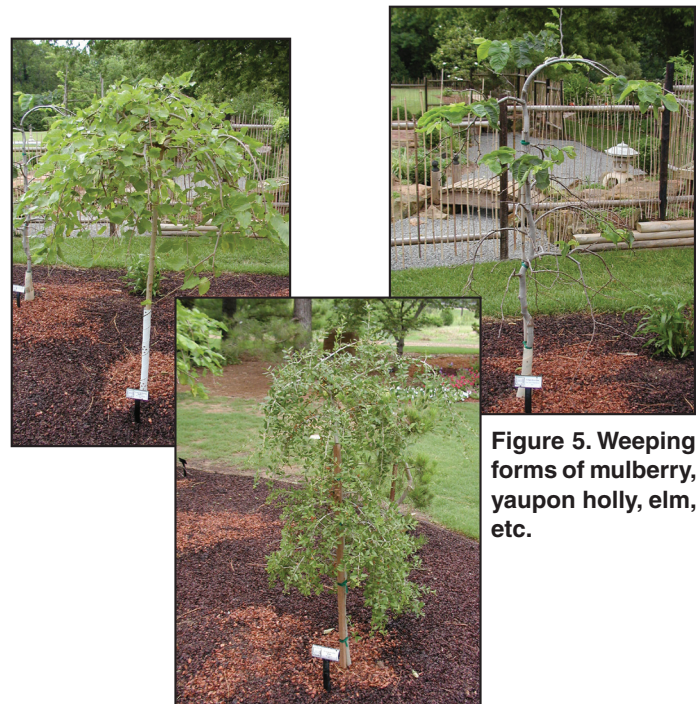 Figure 5. Weeping
forms of mulberry,
yaupon holly, elm,
etc.